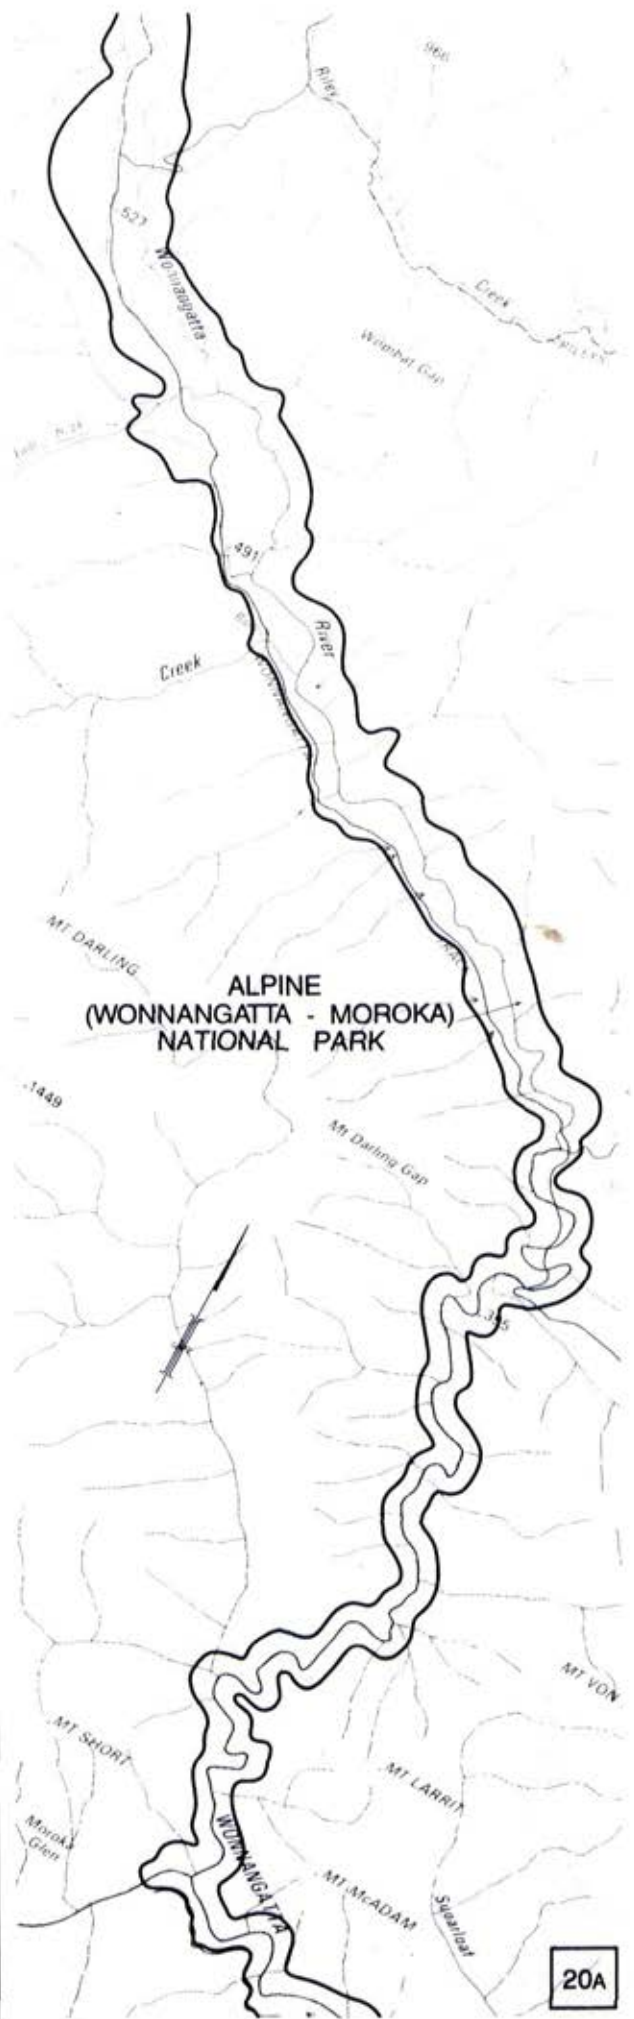 966
Riley
527
Wonnangatta
Creek
Wombat Gap
491
River
Creek
WONNANGATTA
MT DARLING
ALPINE
(WONNANGATTA - MOROKA)
NATIONAL PARK
.1449
Mt Darling Gap
MT VON
MT SHORT
MT LARRIT
Moroka
Glen
WONNANGATTA
MT McADAM
Sugarloaf
20A